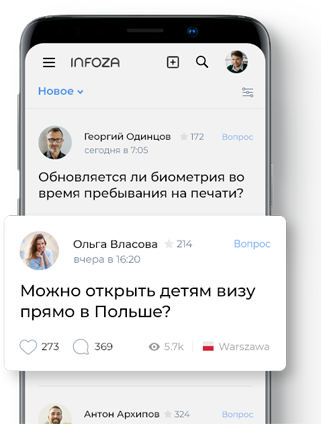 INFOZA
Новое
Георгий Одинцов 172 Вопрос
сегодня в 7:05
Обновляется ли биометрия во
время пребывания на печати?
Ольга Власова 214 Вопрос
вчера в 16:20
Можно открыть детям визу
прямо в Польше?
273 369 5.7k Warszawa
Антон Архипов 324 Вопрос